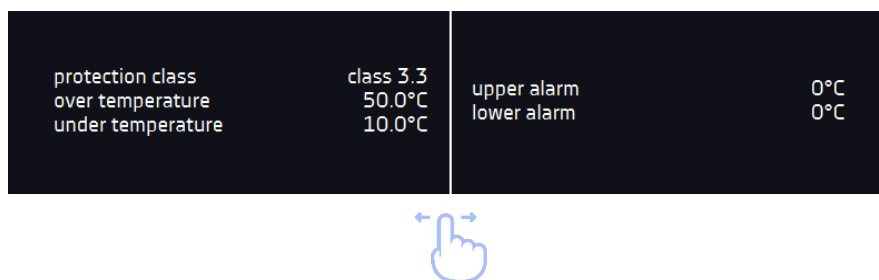 protection class class 3.3
over temperature 50.0°C
under temperature 10.0°C
upper alarm 0°C
lower alarm 0°C